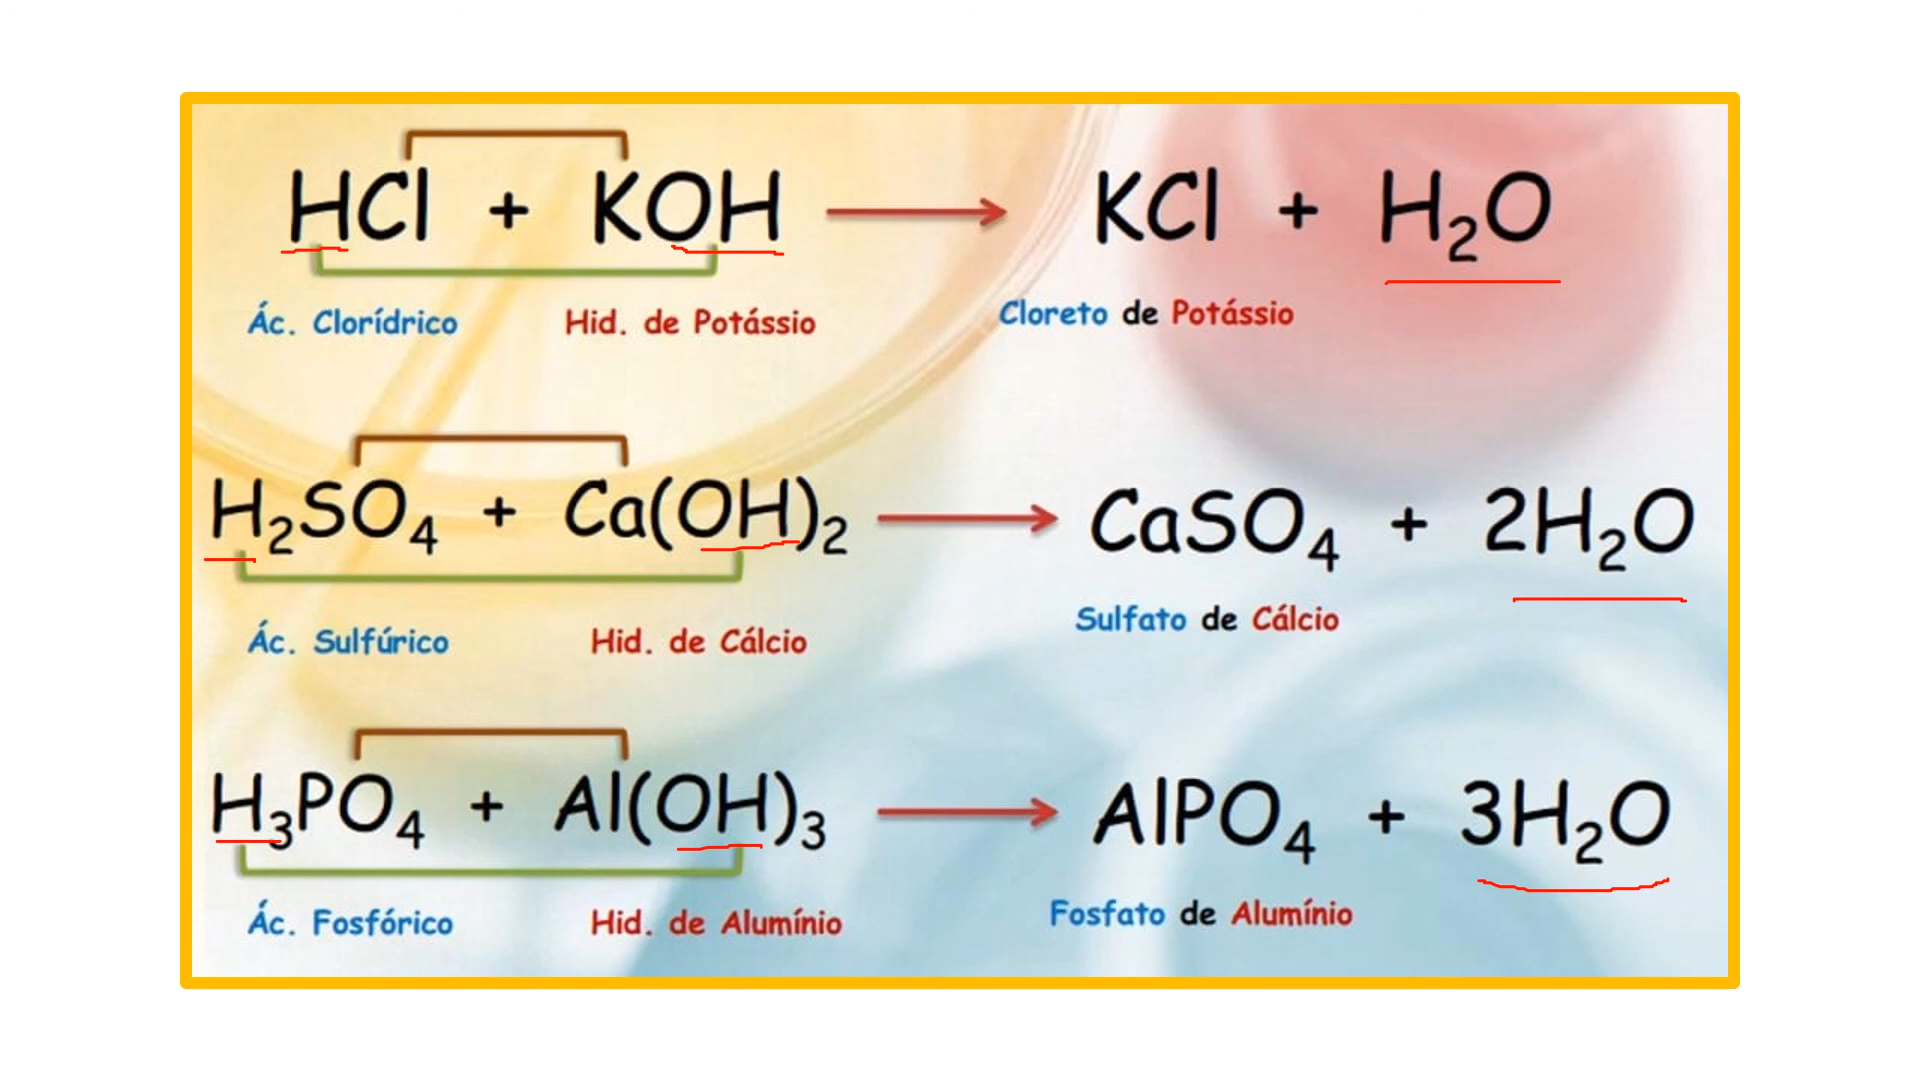 HCl + KOH → KCl + H₂O
Ác. Clorídrico Hid. de Potássio Cloreto de Potássio
H₂SO₄ + Ca(OH)₂ → CaSO₄ + 2H₂O
Ác. Sulfúrico Hid. de Cálcio Sulfato de Cálcio
H₃PO₄ + Al(OH)₃ → AlPO₄ + 3H₂O
Ác. Fosfórico Hid. de Alumínio Fosfato de Alumínio